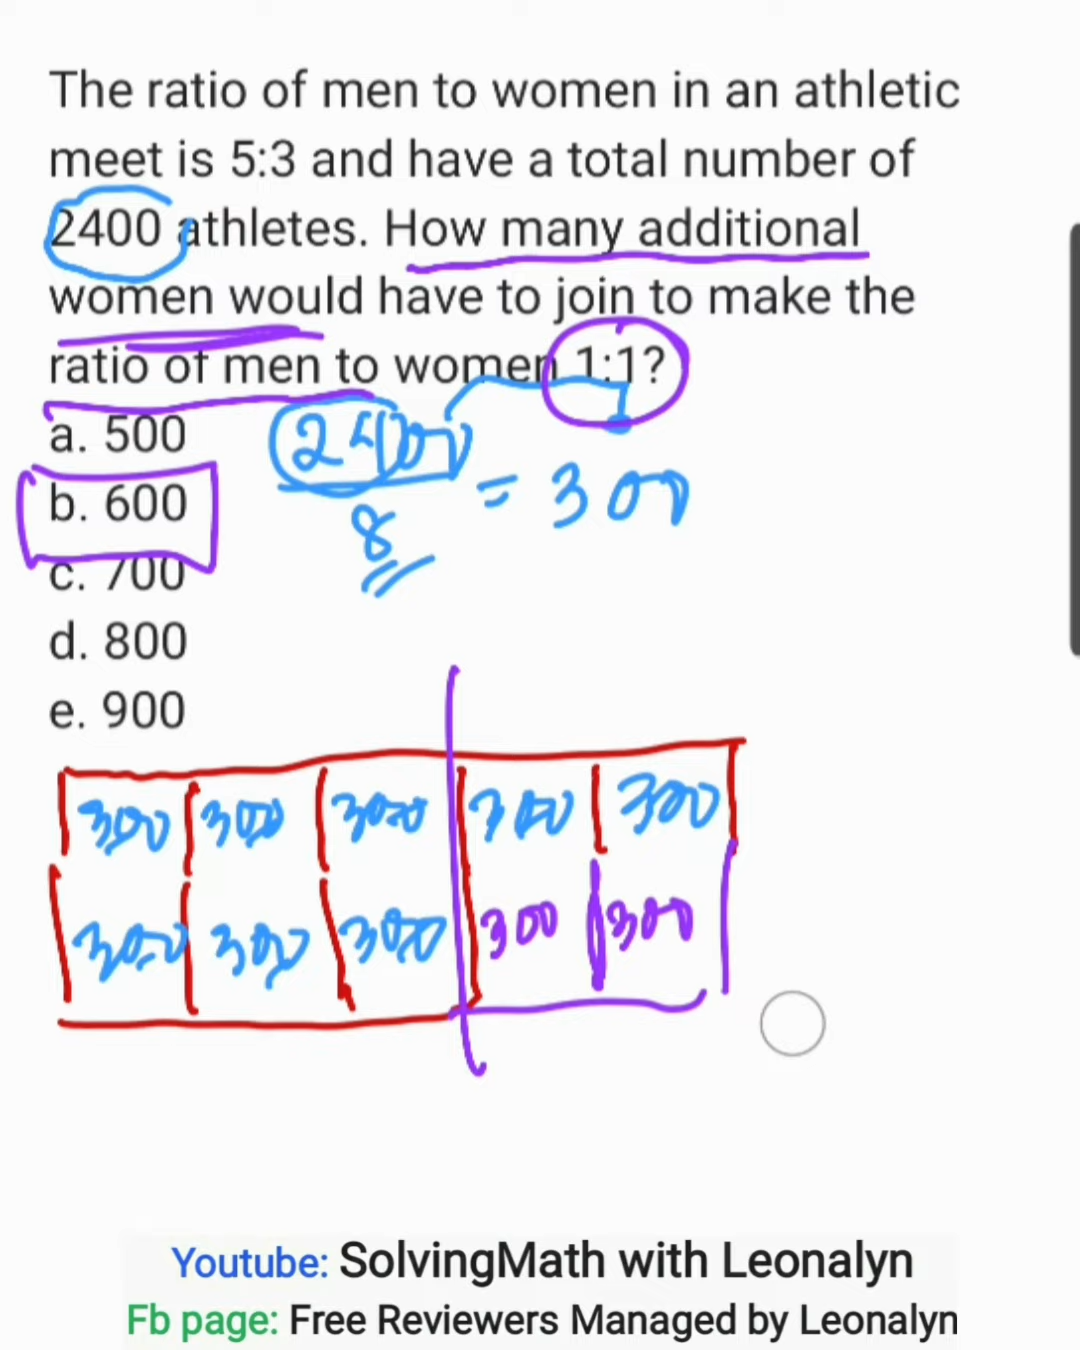 The ratio of men to women in an athletic
meet is 5:3 and have a total number of
2400 athletes. How many additional
women would have to join to make the
ratio of men to women 1:1?
a. 500
2400
b. 600
8
= 300
c. 700
d. 800
e. 900
300 300 300 300 300
300 300 300 300 300
Youtube: SolvingMath with Leonalyn
Fb page: Free Reviewers Managed by Leonalyn